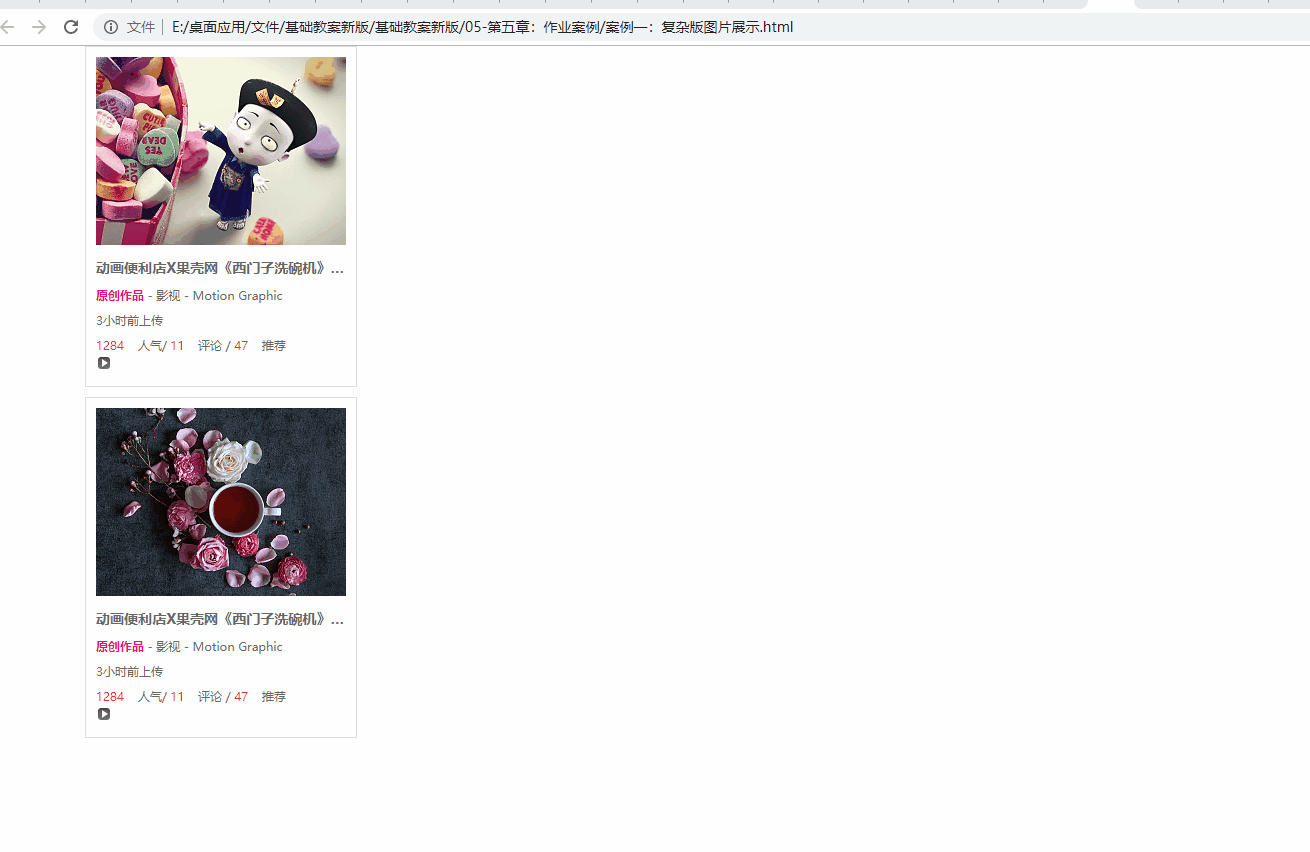 文件 E:/桌面应用/文件/基础教案新版/基础教案新版/05-第五章：作业案例/案例一：复杂版图片展示.html
CUTIE PIE
YES DEAR
LOVE
动画便利店X果壳网《西门子洗碗机》...
原创作品 - 影视 - Motion Graphic
3小时前上传
1284 人气/ 11 评论 / 47 推荐
动画便利店X果壳网《西门子洗碗机》...
原创作品 - 影视 - Motion Graphic
3小时前上传
1284 人气/ 11 评论 / 47 推荐